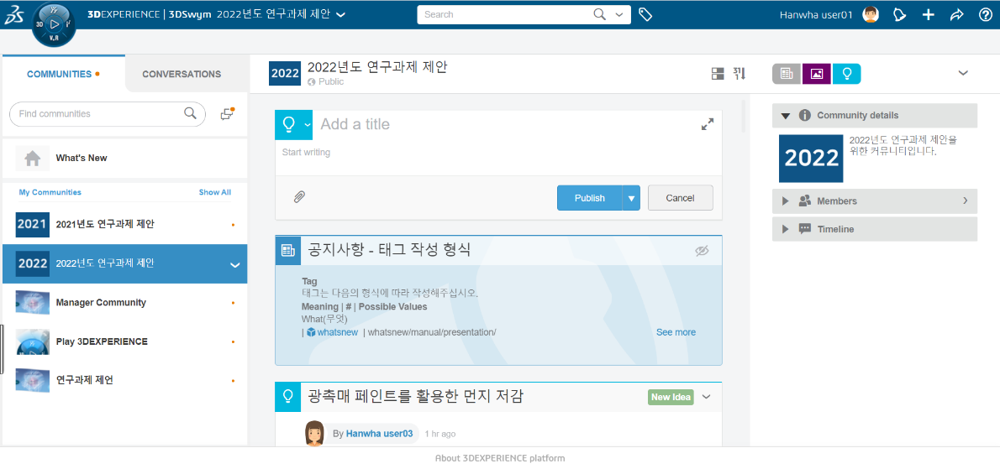 3DEXPERIENCE | 3DSwym 2022년도 연구과제 제안
Search
Hanwha user01
3D
V.R
COMMUNITIES
CONVERSATIONS
Find communities
What's New
My Communities
Show All
2021 2021년도 연구과제 제안
2022 2022년도 연구과제 제안
Manager Community
Play 3DEXPERIENCE
연구과제 제언
2022 2022년도 연구과제 제안
Public
Add a title
Start writing
Publish
Cancel
공지사항 - 태그 작성 형식
Tag
태그는 다음의 형식에 따라 작성해주십시오.
Meaning | # | Possible Values
What(무엇)
| whatsnew | whatsnew/manual/presentation/
See more
광촉매 페인트를 활용한 먼지 저감
New Idea
By Hanwha user03 1 hr ago
Community details
2022
2022년도 연구과제 제안을
위한 커뮤니티입니다.
Members
Timeline
About 3DEXPERIENCE platform